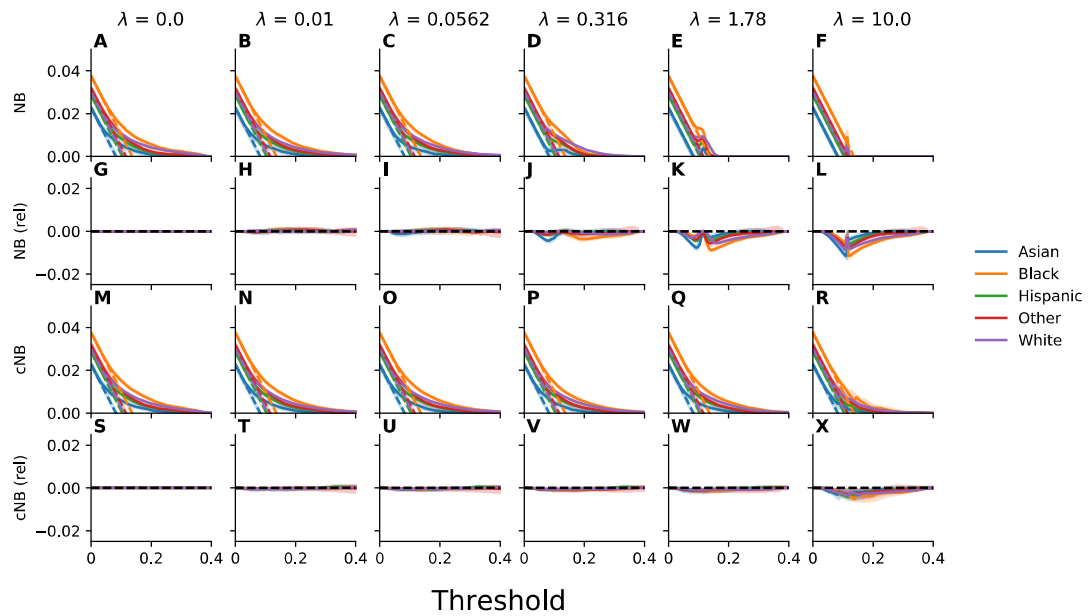 λ = 0.0 λ = 0.01 λ = 0.0562 λ = 0.316 λ = 1.78 λ = 10.0
A B C D E F
NB
0.04
0.02
0.00
G H I J K L
NB (rel)
0.02
0.00
−0.02
Asian
Black
Hispanic
Other
White
M N O P Q R
cNB
0.04
0.02
0.00
S T U V W X
cNB (rel)
0.02
0.00
−0.02
0 0.2 0.4 0 0.2 0.4 0 0.2 0.4 0 0.2 0.4 0 0.2 0.4 0 0.2 0.4
Threshold